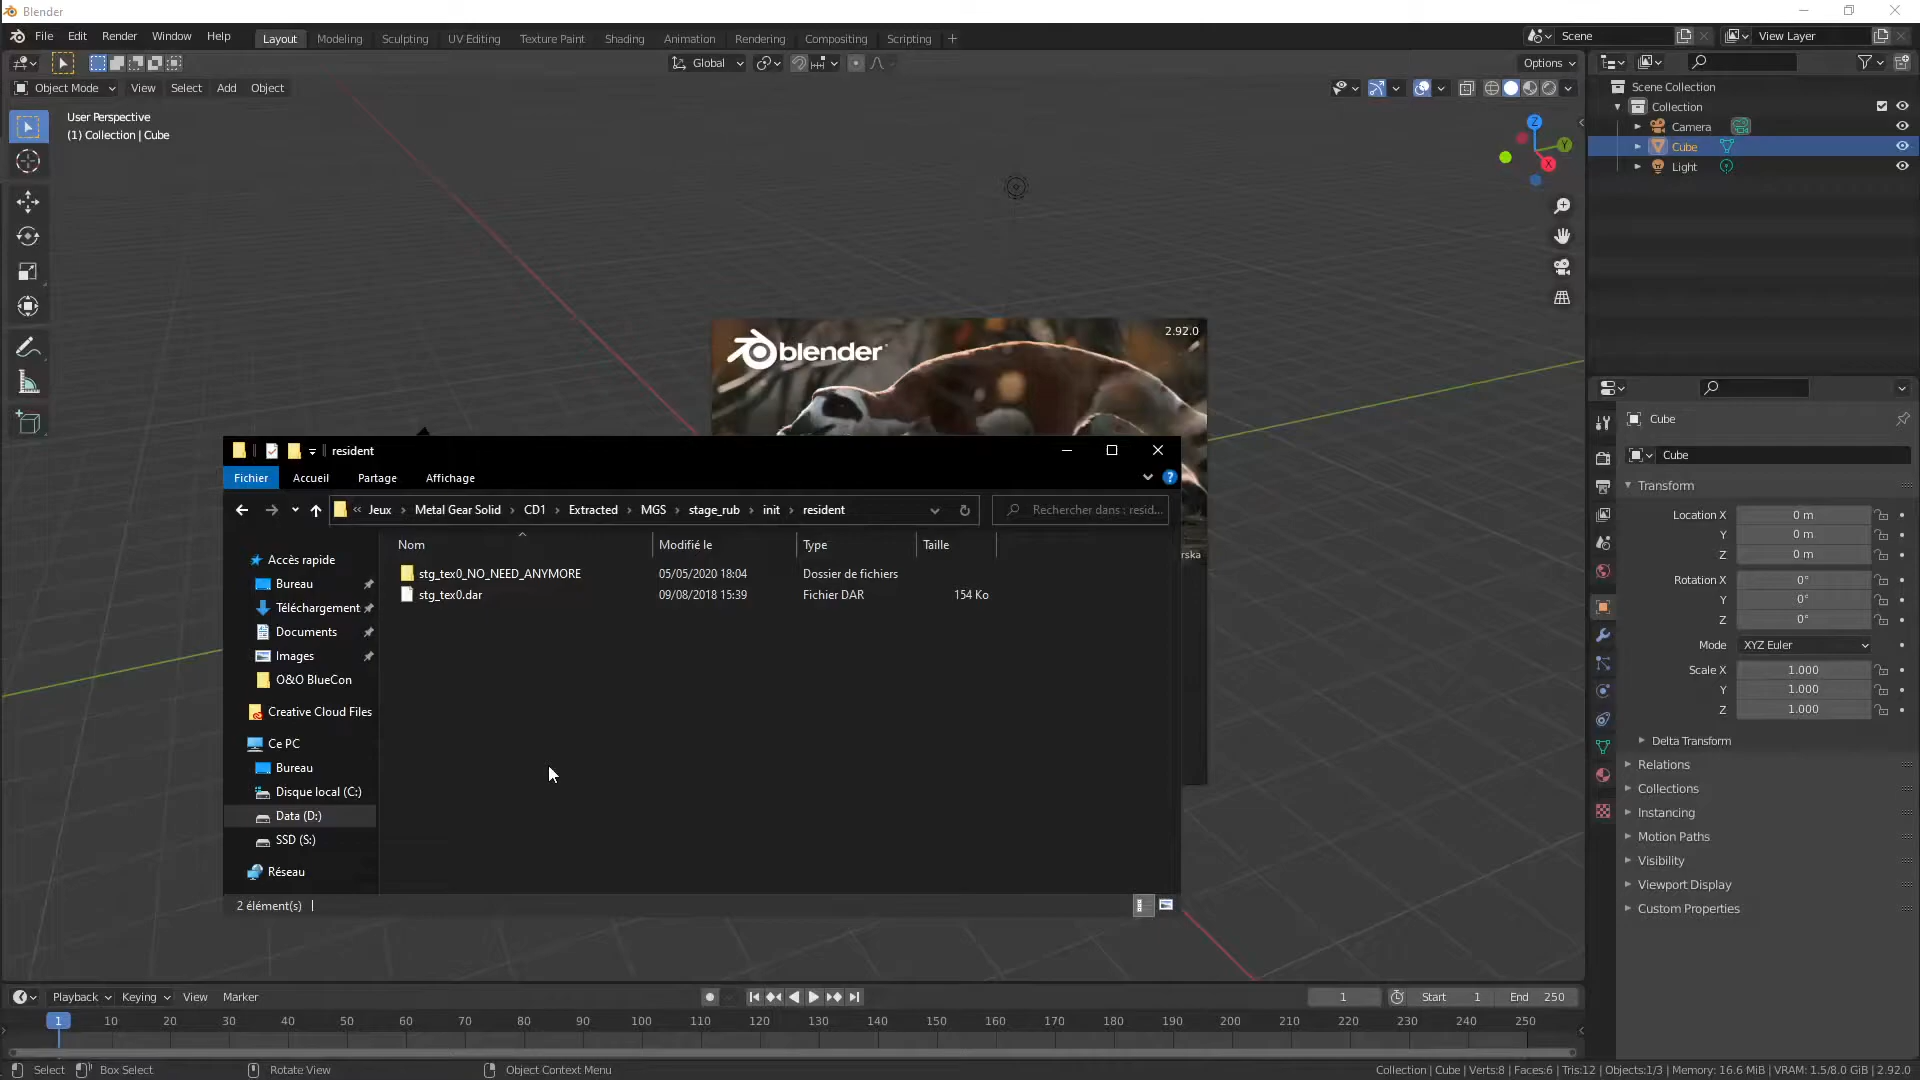 Blender
File Edit Render Window Help
Layout Modeling Sculpting UV Editing Texture Paint Shading Animation Rendering Compositing Scripting +
Scene View Layer
Global Options
Object Mode View Select Add Object
User Perspective
(1) Collection | Cube
Z
Y
X
Scene Collection
Collection
Camera
Cube
Light
blender
2.92.0
rska
resident
Fichier Accueil Partage Affichage
« Jeux › Metal Gear Solid › CD1 › Extracted › MGS › stage_rub › init › resident
Rechercher dans : resid...
Nom Modifié le Type Taille
stg_tex0_NO_NEED_ANYMORE 05/05/2020 18:04 Dossier de fichiers
stg_tex0.dar 09/08/2018 15:39 Fichier DAR 154 Ko
Accès rapide
Bureau
Téléchargement
Documents
Images
O&O BlueCon
Creative Cloud Files
Ce PC
Bureau
Disque local (C:)
Data (D:)
SSD (S:)
Réseau
2 élément(s)
Cube
Cube
Transform
Location X 0 m
Y 0 m
Z 0 m
Rotation X 0°
Y 0°
Z 0°
Mode XYZ Euler
Scale X 1.000
Y 1.000
Z 1.000
Delta Transform
Relations
Collections
Instancing
Motion Paths
Visibility
Viewport Display
Custom Properties
Playback Keying View Marker
1 Start 1 End 250
1 10 20 30 40 50 60 70 80 90 100 110 120 130 140 150 160 170 180 190 200 210 220 230 240 250
Select Box Select Rotate View Object Context Menu
Collection | Cube | Verts:8 | Faces:6 | Tris:12 | Objects:1/3 | Memory: 16.6 MiB | VRAM: 1.5/8.0 GiB | 2.92.0